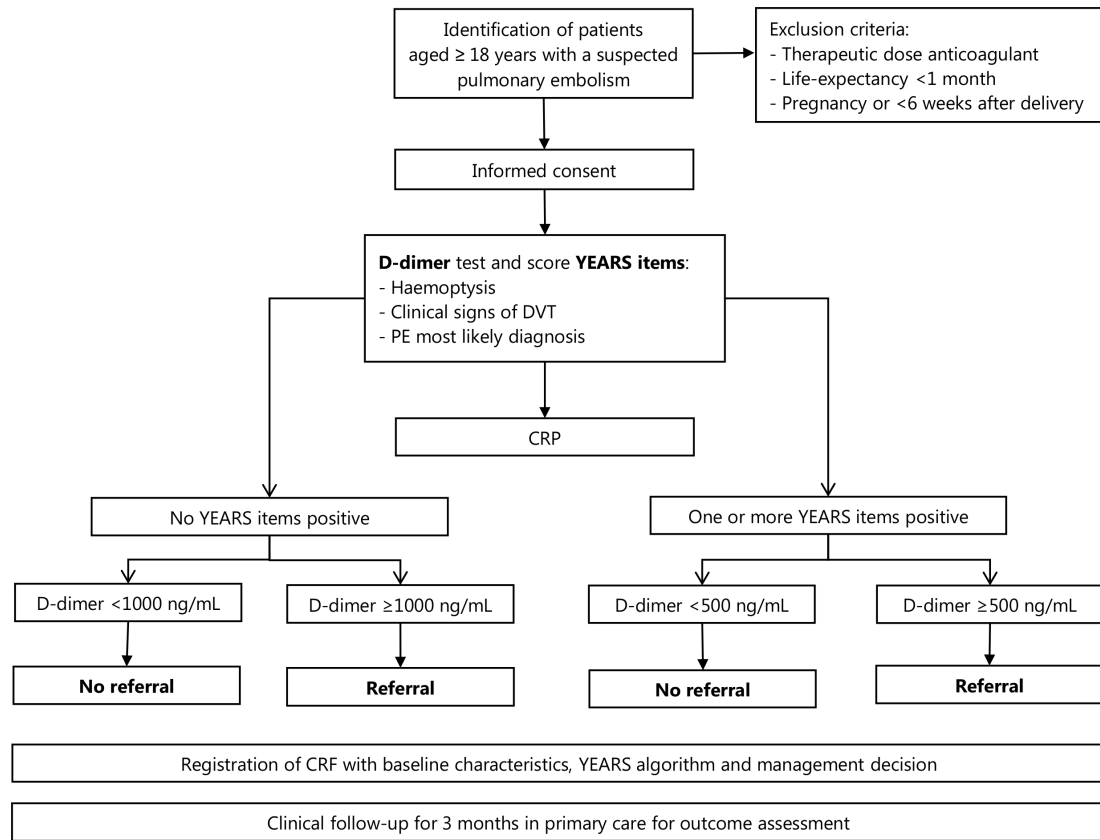 Identification of patients
aged ≥ 18 years with a suspected
pulmonary embolism
Exclusion criteria:
- Therapeutic dose anticoagulant
- Life-expectancy <1 month
- Pregnancy or <6 weeks after delivery
Informed consent
D-dimer test and score YEARS items:
- Haemoptysis
- Clinical signs of DVT
- PE most likely diagnosis
CRP
No YEARS items positive
One or more YEARS items positive
D-dimer <1000 ng/mL
D-dimer ≥1000 ng/mL
D-dimer <500 ng/mL
D-dimer ≥500 ng/mL
No referral
Referral
No referral
Referral
Registration of CRF with baseline characteristics, YEARS algorithm and management decision
Clinical follow-up for 3 months in primary care for outcome assessment